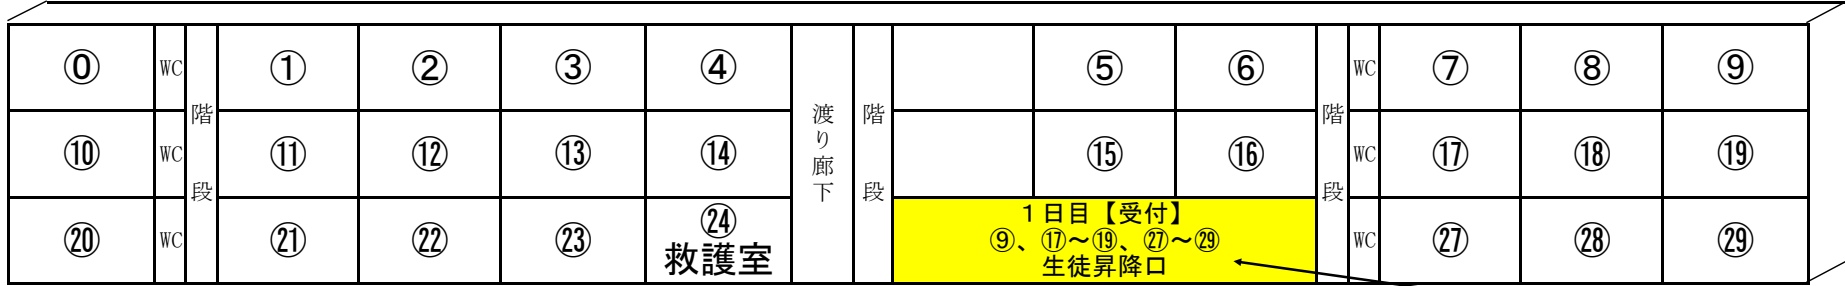 ⓪ WC ① ② ③ ④ ⑤ ⑥ WC ⑦ ⑧ ⑨
階段 渡り廊下 階段 階段
⑩ WC ⑪ ⑫ ⑬ ⑭ ⑮ ⑯ WC ⑰ ⑱ ⑲
⑳ WC ㉑ ㉒ ㉓ ㉔ WC ㉗ ㉘ ㉙
救護室
１日目【受付】
⑨、⑰～⑲、㉗～㉙
生徒昇降口